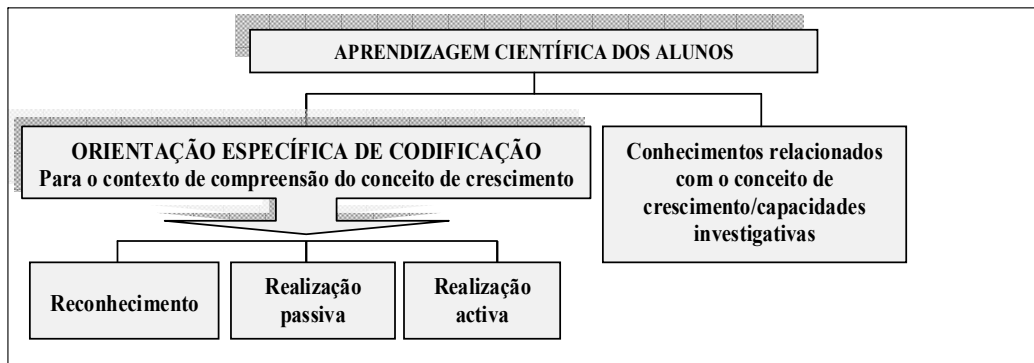 APRENDIZAGEM CIENTÍFICA DOS ALUNOS
ORIENTAÇÃO ESPECÍFICA DE CODIFICAÇÃO
Para o contexto de compreensão do conceito de crescimento
Conhecimentos relacionados
com o conceito de
crescimento/capacidades
investigativas
Reconhecimento
Realização
passiva
Realização
activa